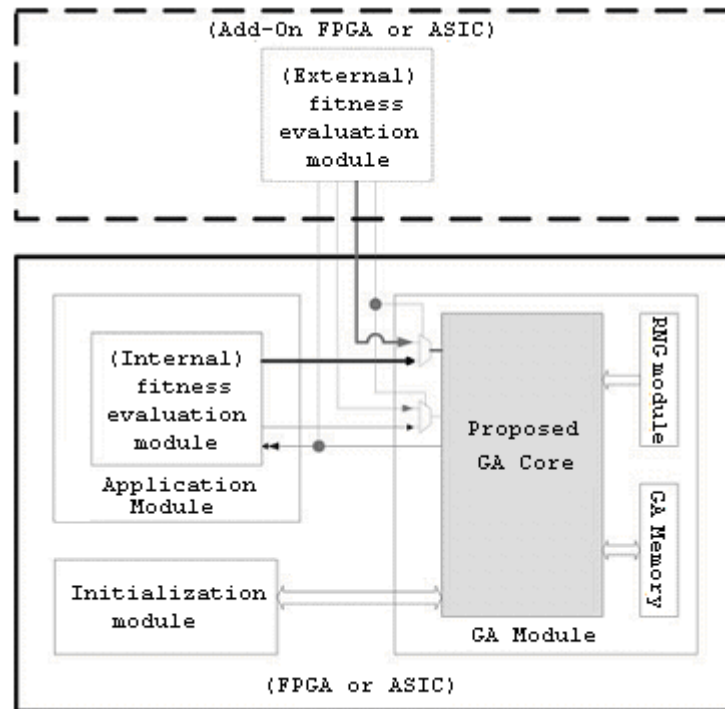 (Add-On FPGA or ASIC)
(External)
fitness
evaluation
module
(Internal)
fitness
evaluation
module
Application
Module
Proposed
GA Core
RNG module
GA Memory
Initialization
module
GA Module
(FPGA or ASIC)